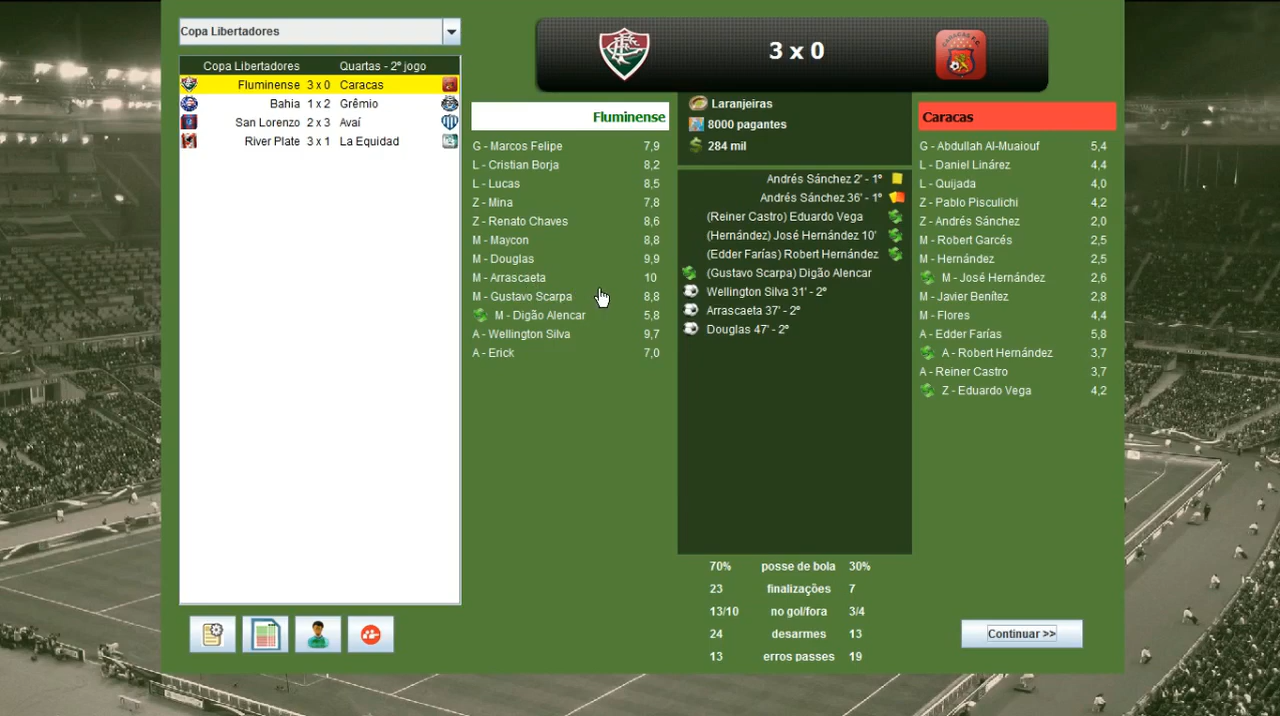 Copa Libertadores
Copa Libertadores Quartas - 2º jogo
Fluminense 3 x 0 Caracas
Bahia 1 x 2 Grêmio
San Lorenzo 2 x 3 Avaí
River Plate 3 x 1 La Equidad
3 x 0
Fluminense
G - Marcos Felipe 7,9
L - Cristian Borja 8,2
L - Lucas 8,5
Z - Mina 7,8
Z - Renato Chaves 8,6
M - Maycon 8,8
M - Douglas 9,9
M - Arrascaeta 10
M - Gustavo Scarpa 8,8
M - Digão Alencar 5,8
A - Wellington Silva 9,7
A - Erick 7,0
Laranjeiras
8000 pagantes
284 mil
Andrés Sánchez 2' - 1º
Andrés Sánchez 36' - 1º
(Reiner Castro) Eduardo Vega
(Hernández) José Hernández 10'
(Edder Farías) Robert Hernández
(Gustavo Scarpa) Digão Alencar
Wellington Silva 31' - 2º
Arrascaeta 37' - 2º
Douglas 47' - 2º
70% posse de bola 30%
23 finalizações 7
13/10 no gol/fora 3/4
24 desarmes 13
13 erros passes 19
Caracas
G - Abdullah Al-Muaiouf 5,4
L - Daniel Linárez 4,4
L - Quijada 4,0
Z - Pablo Pisculichi 4,2
Z - Andrés Sánchez 2,0
M - Robert Garcés 2,5
M - Hernández 2,5
M - José Hernández 2,6
M - Javier Benítez 2,8
M - Flores 4,4
A - Edder Farías 5,8
A - Robert Hernández 3,7
A - Reiner Castro 3,7
Z - Eduardo Vega 4,2
Continuar >>